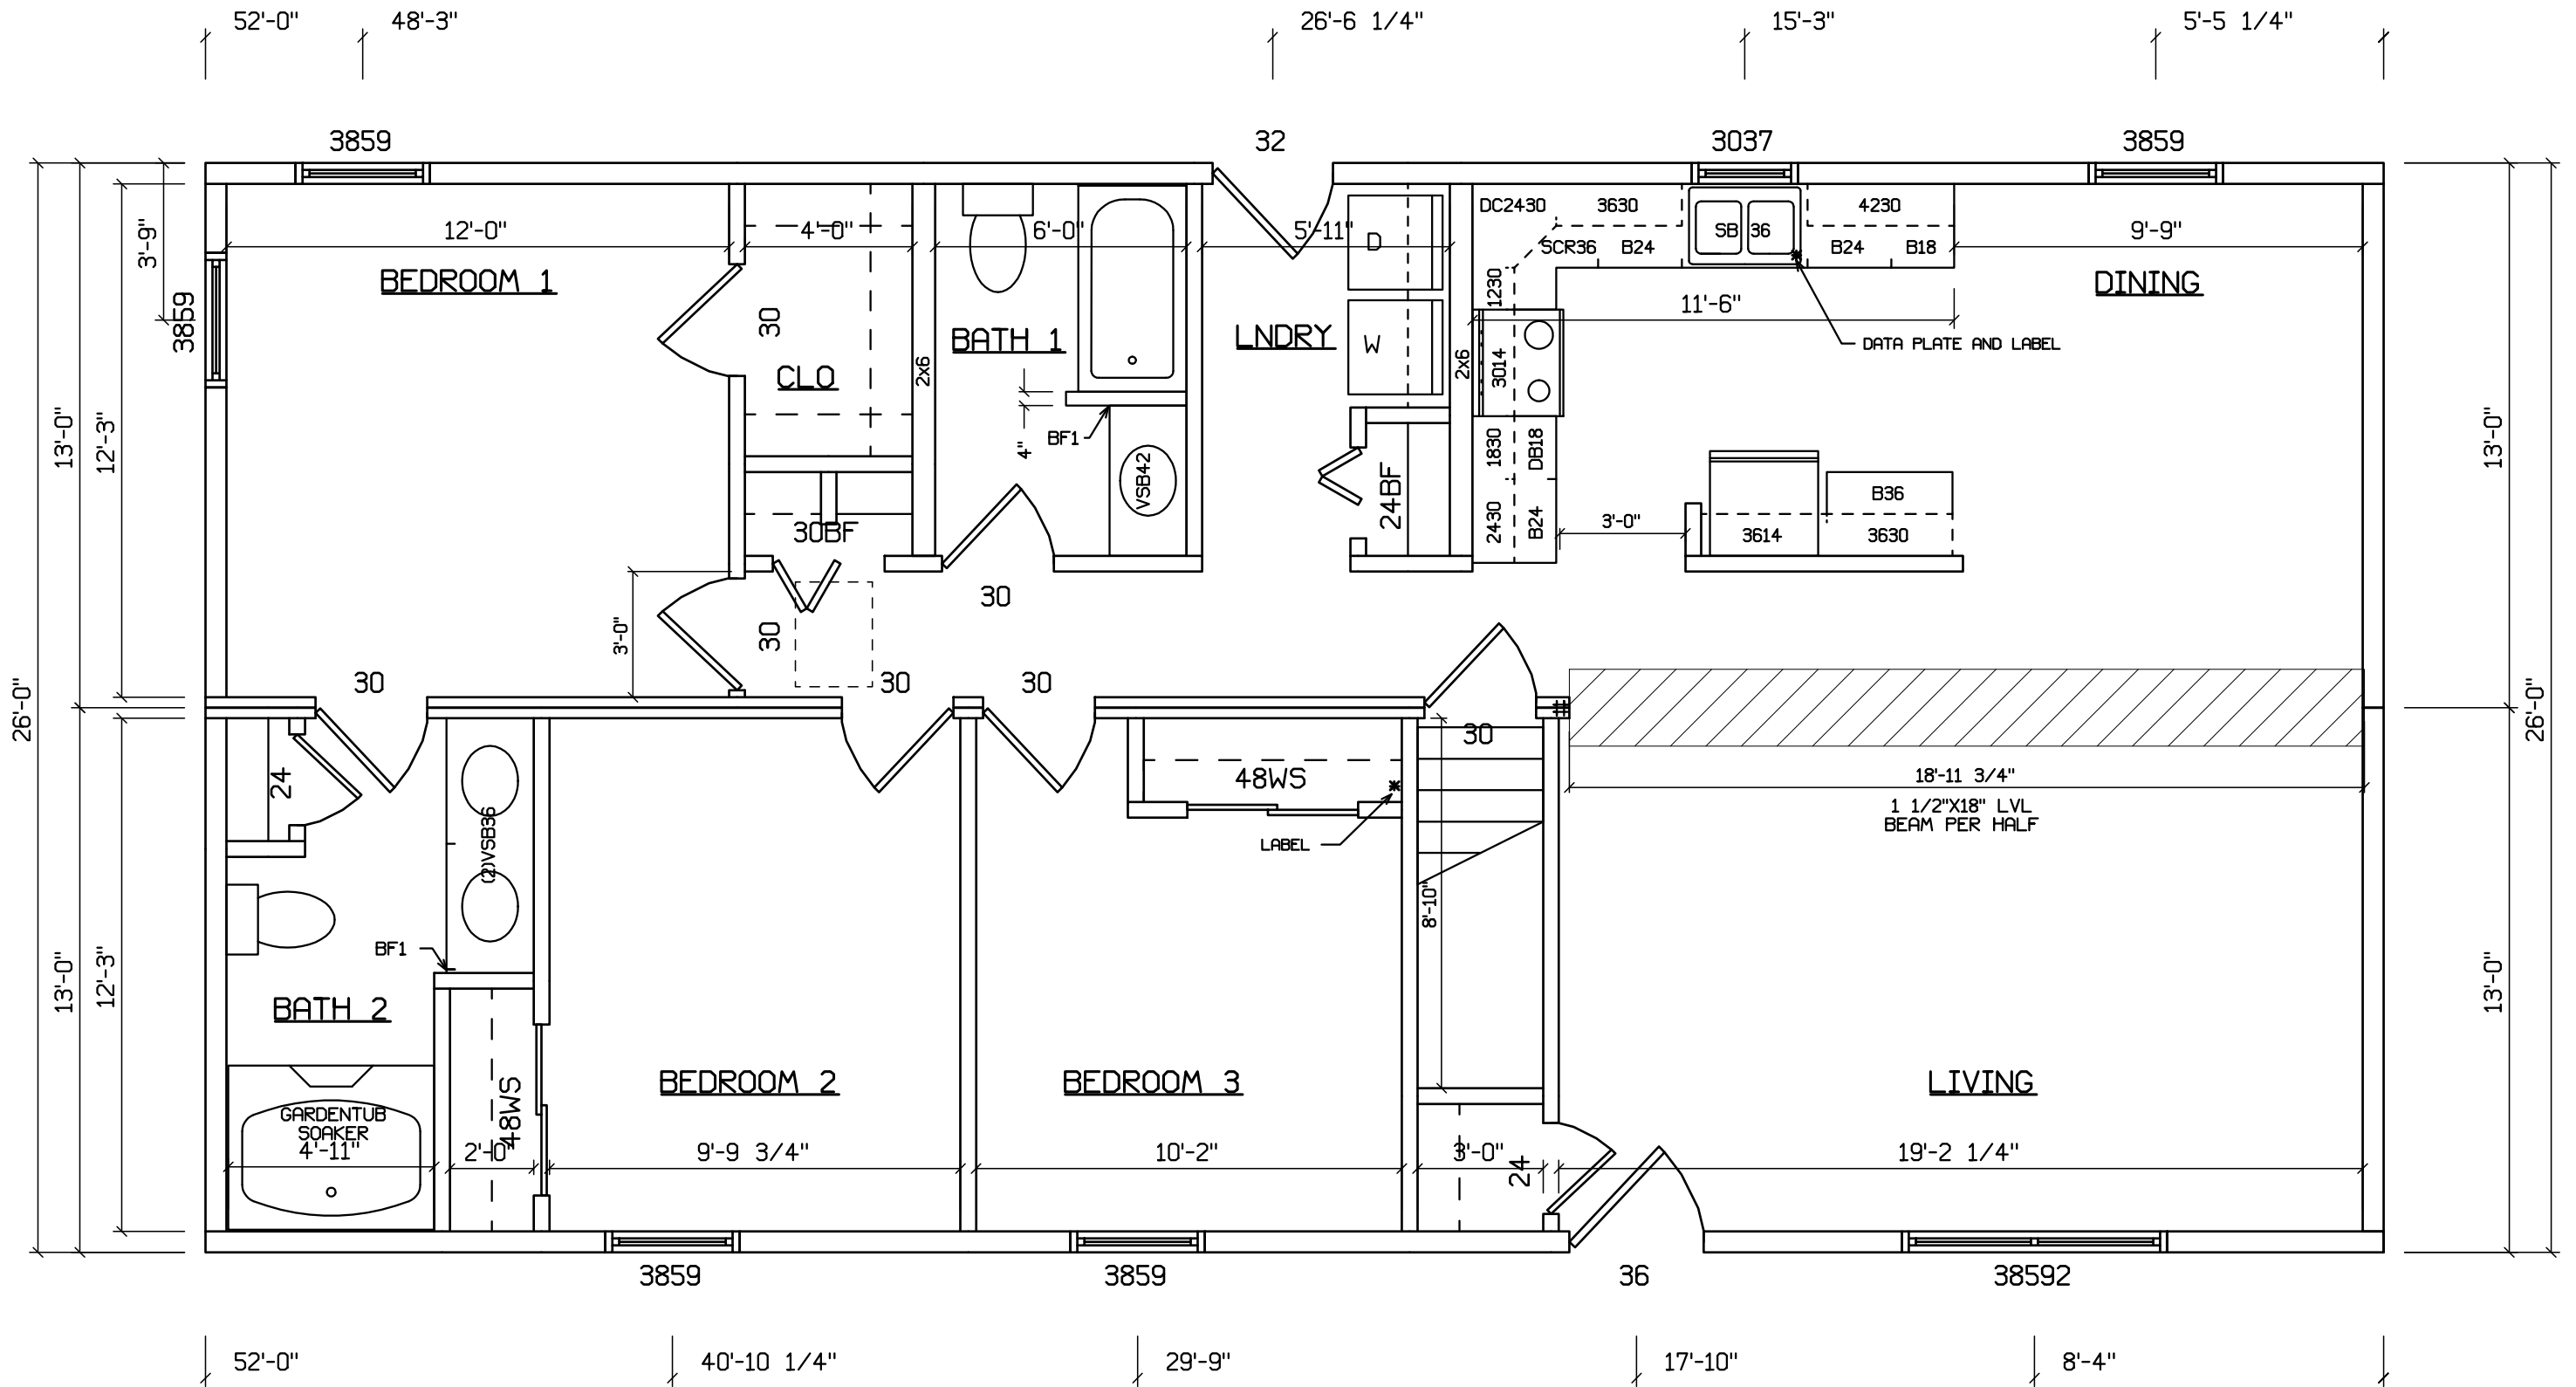 52'-0" 48'-3" 26'-6 1/4" 15'-3" 5'-5 1/4"
3859 32 3037 3859
DC2430 3630 4230
12'-0" 4'-0" 6'-0" 5'-11" D SB 36 9'-9"
SCR36 B24 B24 B18
3'-9"
BEDROOM 1 DINING
1230
11'-6"
3859 30 BATH 1 LNDRY W DATA PLATE AND LABEL
CLO 2x6 2x6 3014
13'-0" 12'-3" 13'-0"
BF1 4" 1830 DB18
VSB42 24BF
B36
30BF 2430 B24 3'-0" 3614 3630
30
3'-0" 30
26'-0" 26'-0"
30 30 30
30
24 48WS 18'-11 3/4"
1 1/2"X18" LVL
BEAM PER HALF
(2)VSB36 LABEL
8'-10"
BF1
13'-0" 12'-3" 13'-0"
BATH 2
BEDROOM 2 BEDROOM 3 LIVING
48WS
GARDENTUB
SOAKER
4'-11" 2'-0" 9'-9 3/4" 10'-2" 3'-0" 19'-2 1/4"
24
3859 3859 36 38592
52'-0" 40'-10 1/4" 29'-9" 17'-10" 8'-4"